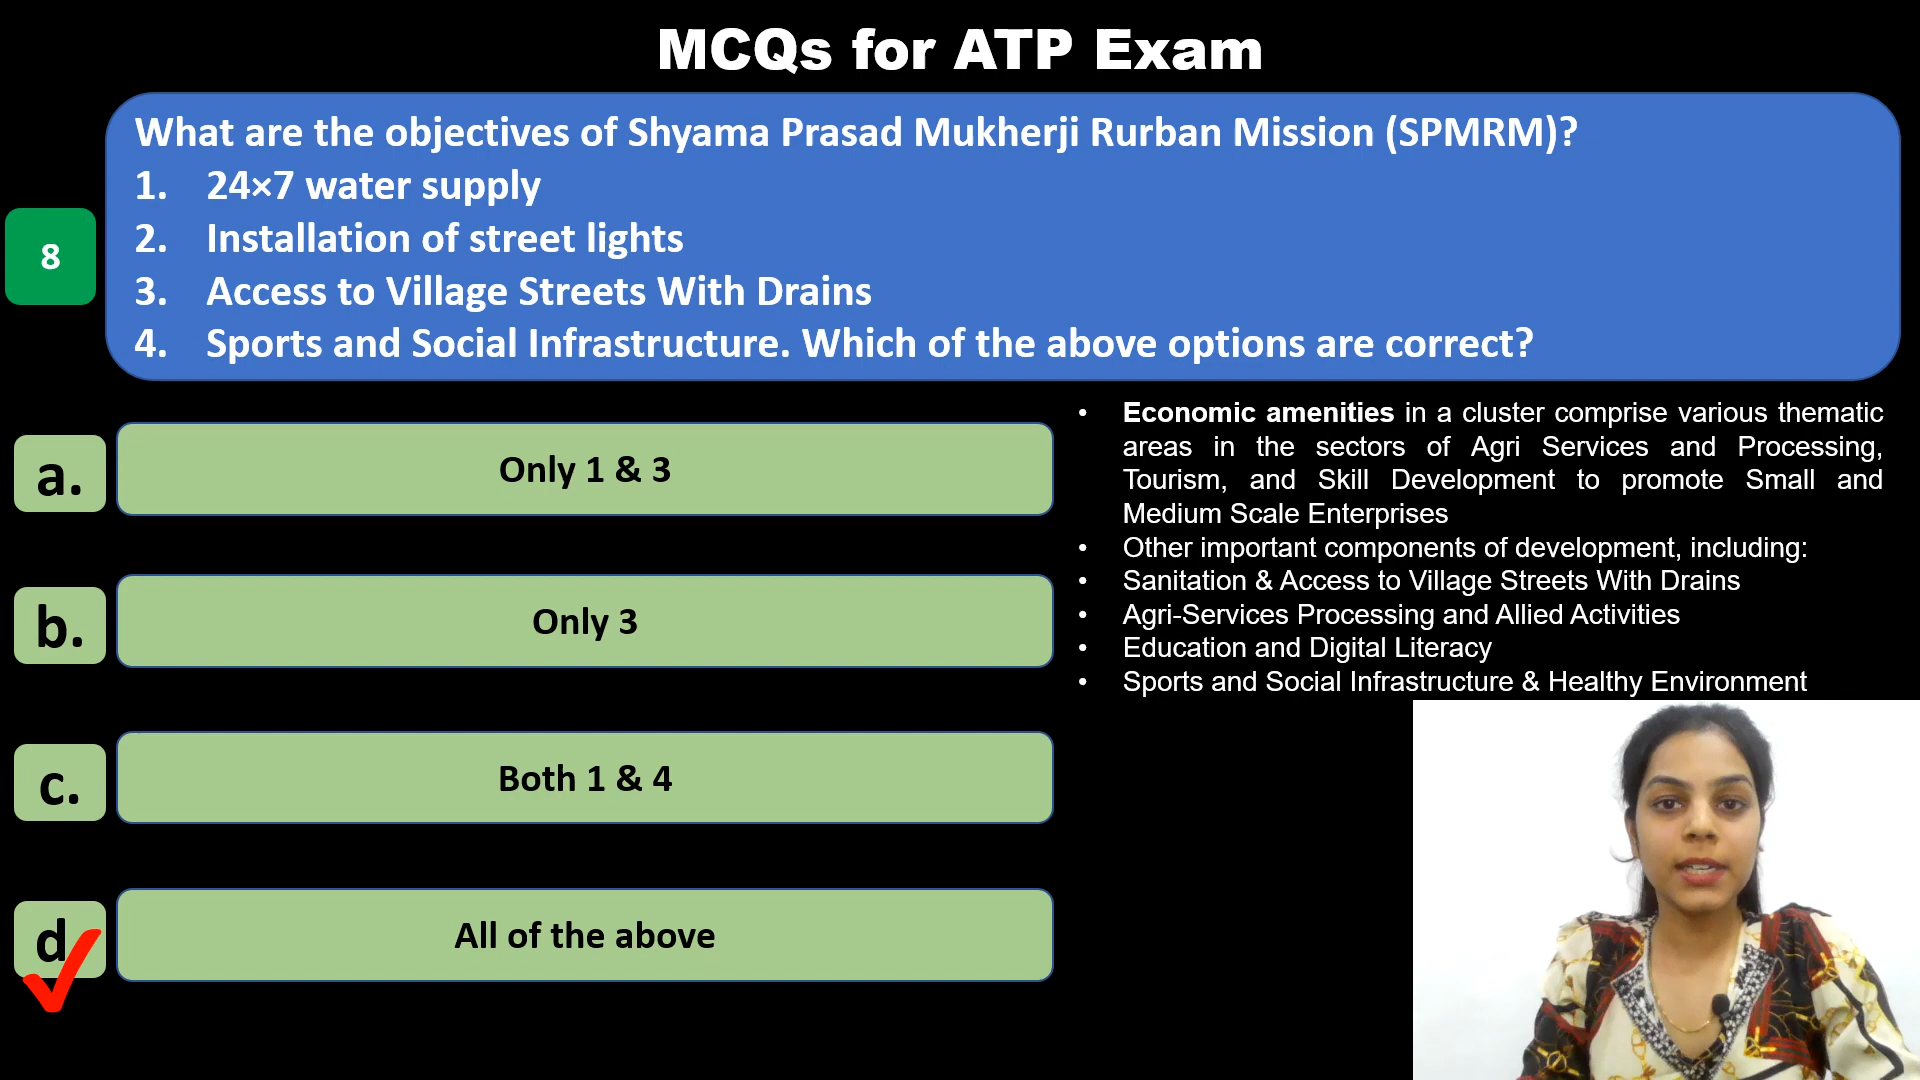 MCQs for ATP Exam
What are the objectives of Shyama Prasad Mukherji Rurban Mission (SPMRM)?
1. 24×7 water supply
2. Installation of street lights
3. Access to Village Streets With Drains
4. Sports and Social Infrastructure. Which of the above options are correct?
8
a. Only 1 & 3
b. Only 3
c. Both 1 & 4
d All of the above
• Economic amenities in a cluster comprise various thematic
areas in the sectors of Agri Services and Processing,
Tourism, and Skill Development to promote Small and
Medium Scale Enterprises
• Other important components of development, including:
• Sanitation & Access to Village Streets With Drains
• Agri-Services Processing and Allied Activities
• Education and Digital Literacy
• Sports and Social Infrastructure & Healthy Environment